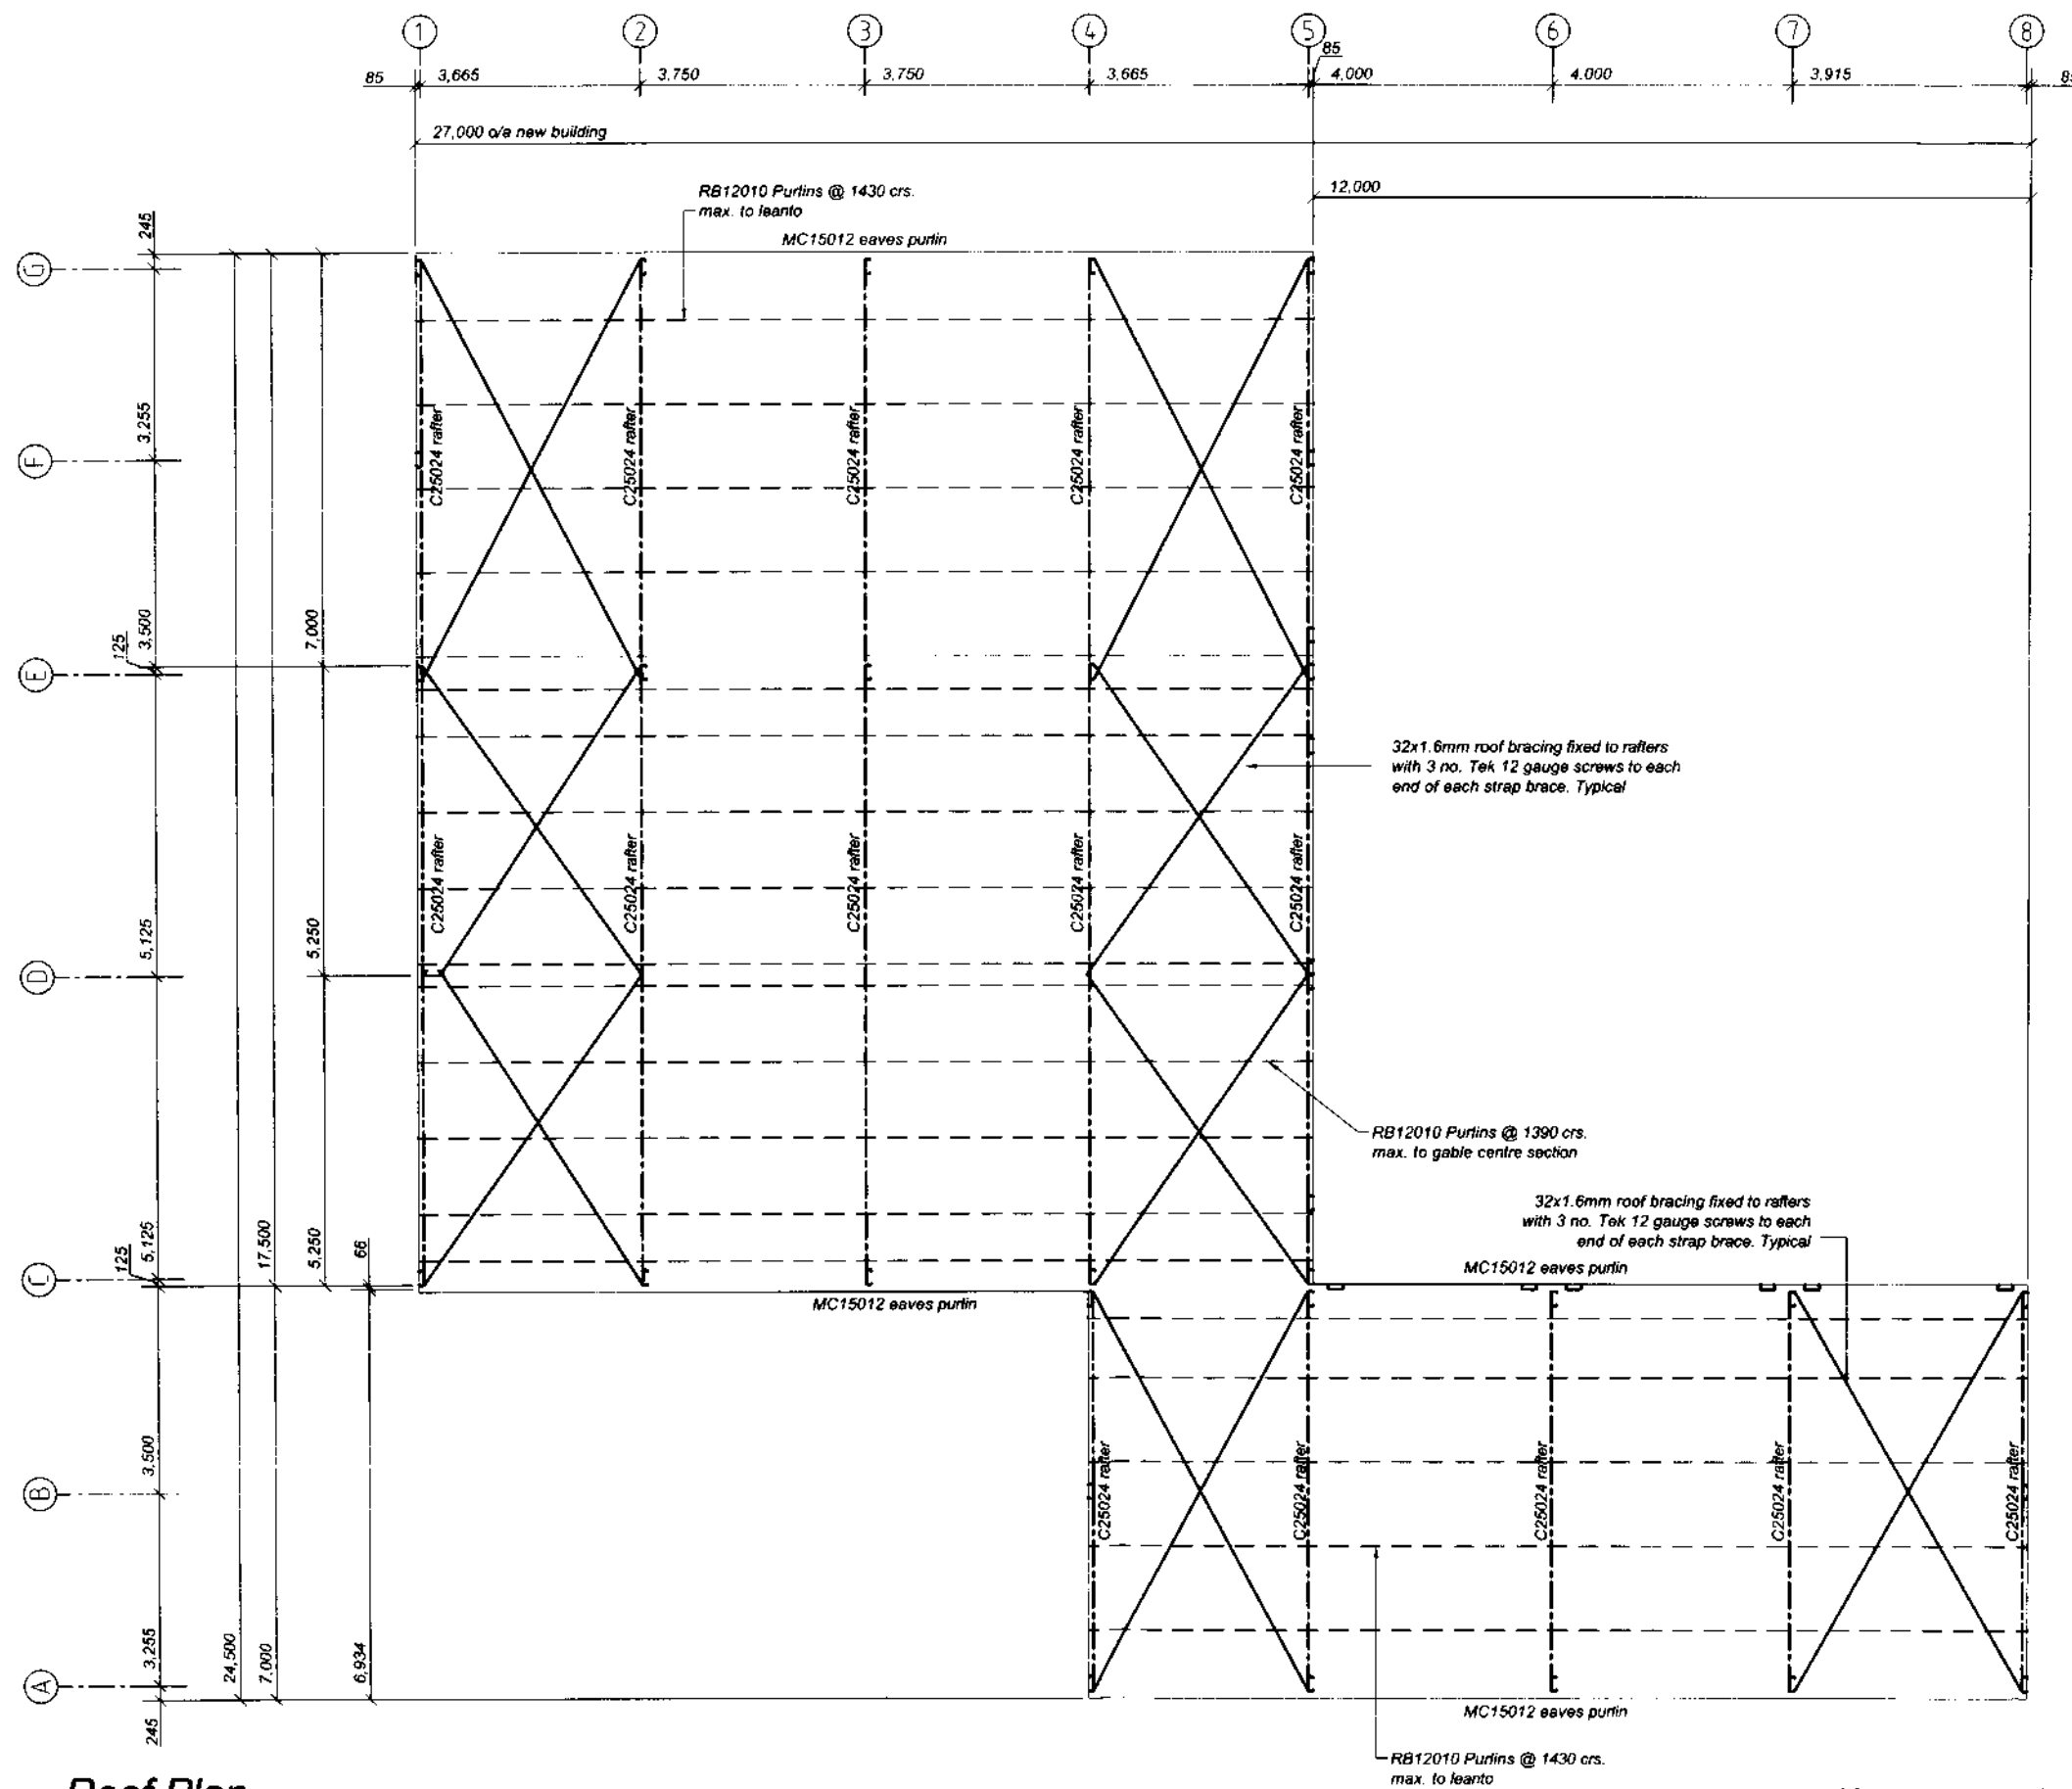 1 2 3 4 5 6 7 8
85 3,665 3,750 3,750 3,665 85 4,000 4.000 3,915
27,000 o/a new building
12,000
RB12010 Purlins @ 1430 crs.
max. to leanto
MC15012 eaves purlin
245
G
3,255
F
C25024 rafter
C25024 rafter
C25024 rafter
C25024 rafter
C25024 rafter
3,500
7,000
125
E
32x1.6mm roof bracing fixed to rafters
with 3 no. Tek 12 gauge screws to each
end of each strap brace. Typical
C25024 rafter
C25024 rafter
C25024 rafter
C25024 rafter
C25024 rafter
5,125
5,250
D
RB12010 Purlins @ 1390 crs.
max. to gable centre section
32x1.6mm roof bracing fixed to rafters
with 3 no. Tek 12 gauge screws to each
end of each strap brace. Typical
5,125
17,500
5,250
66
125
C
MC15012 eaves purlin
MC15012 eaves purlin
3,500
B
C25024 rafter
C25024 rafter
C25024 rafter
C25024 rafter
C25024 rafter
3,255
24,500
7,000
6,934
A
245
MC15012 eaves purlin
RB12010 Purlins @ 1430 crs.
max. to leanto
Roof Plan